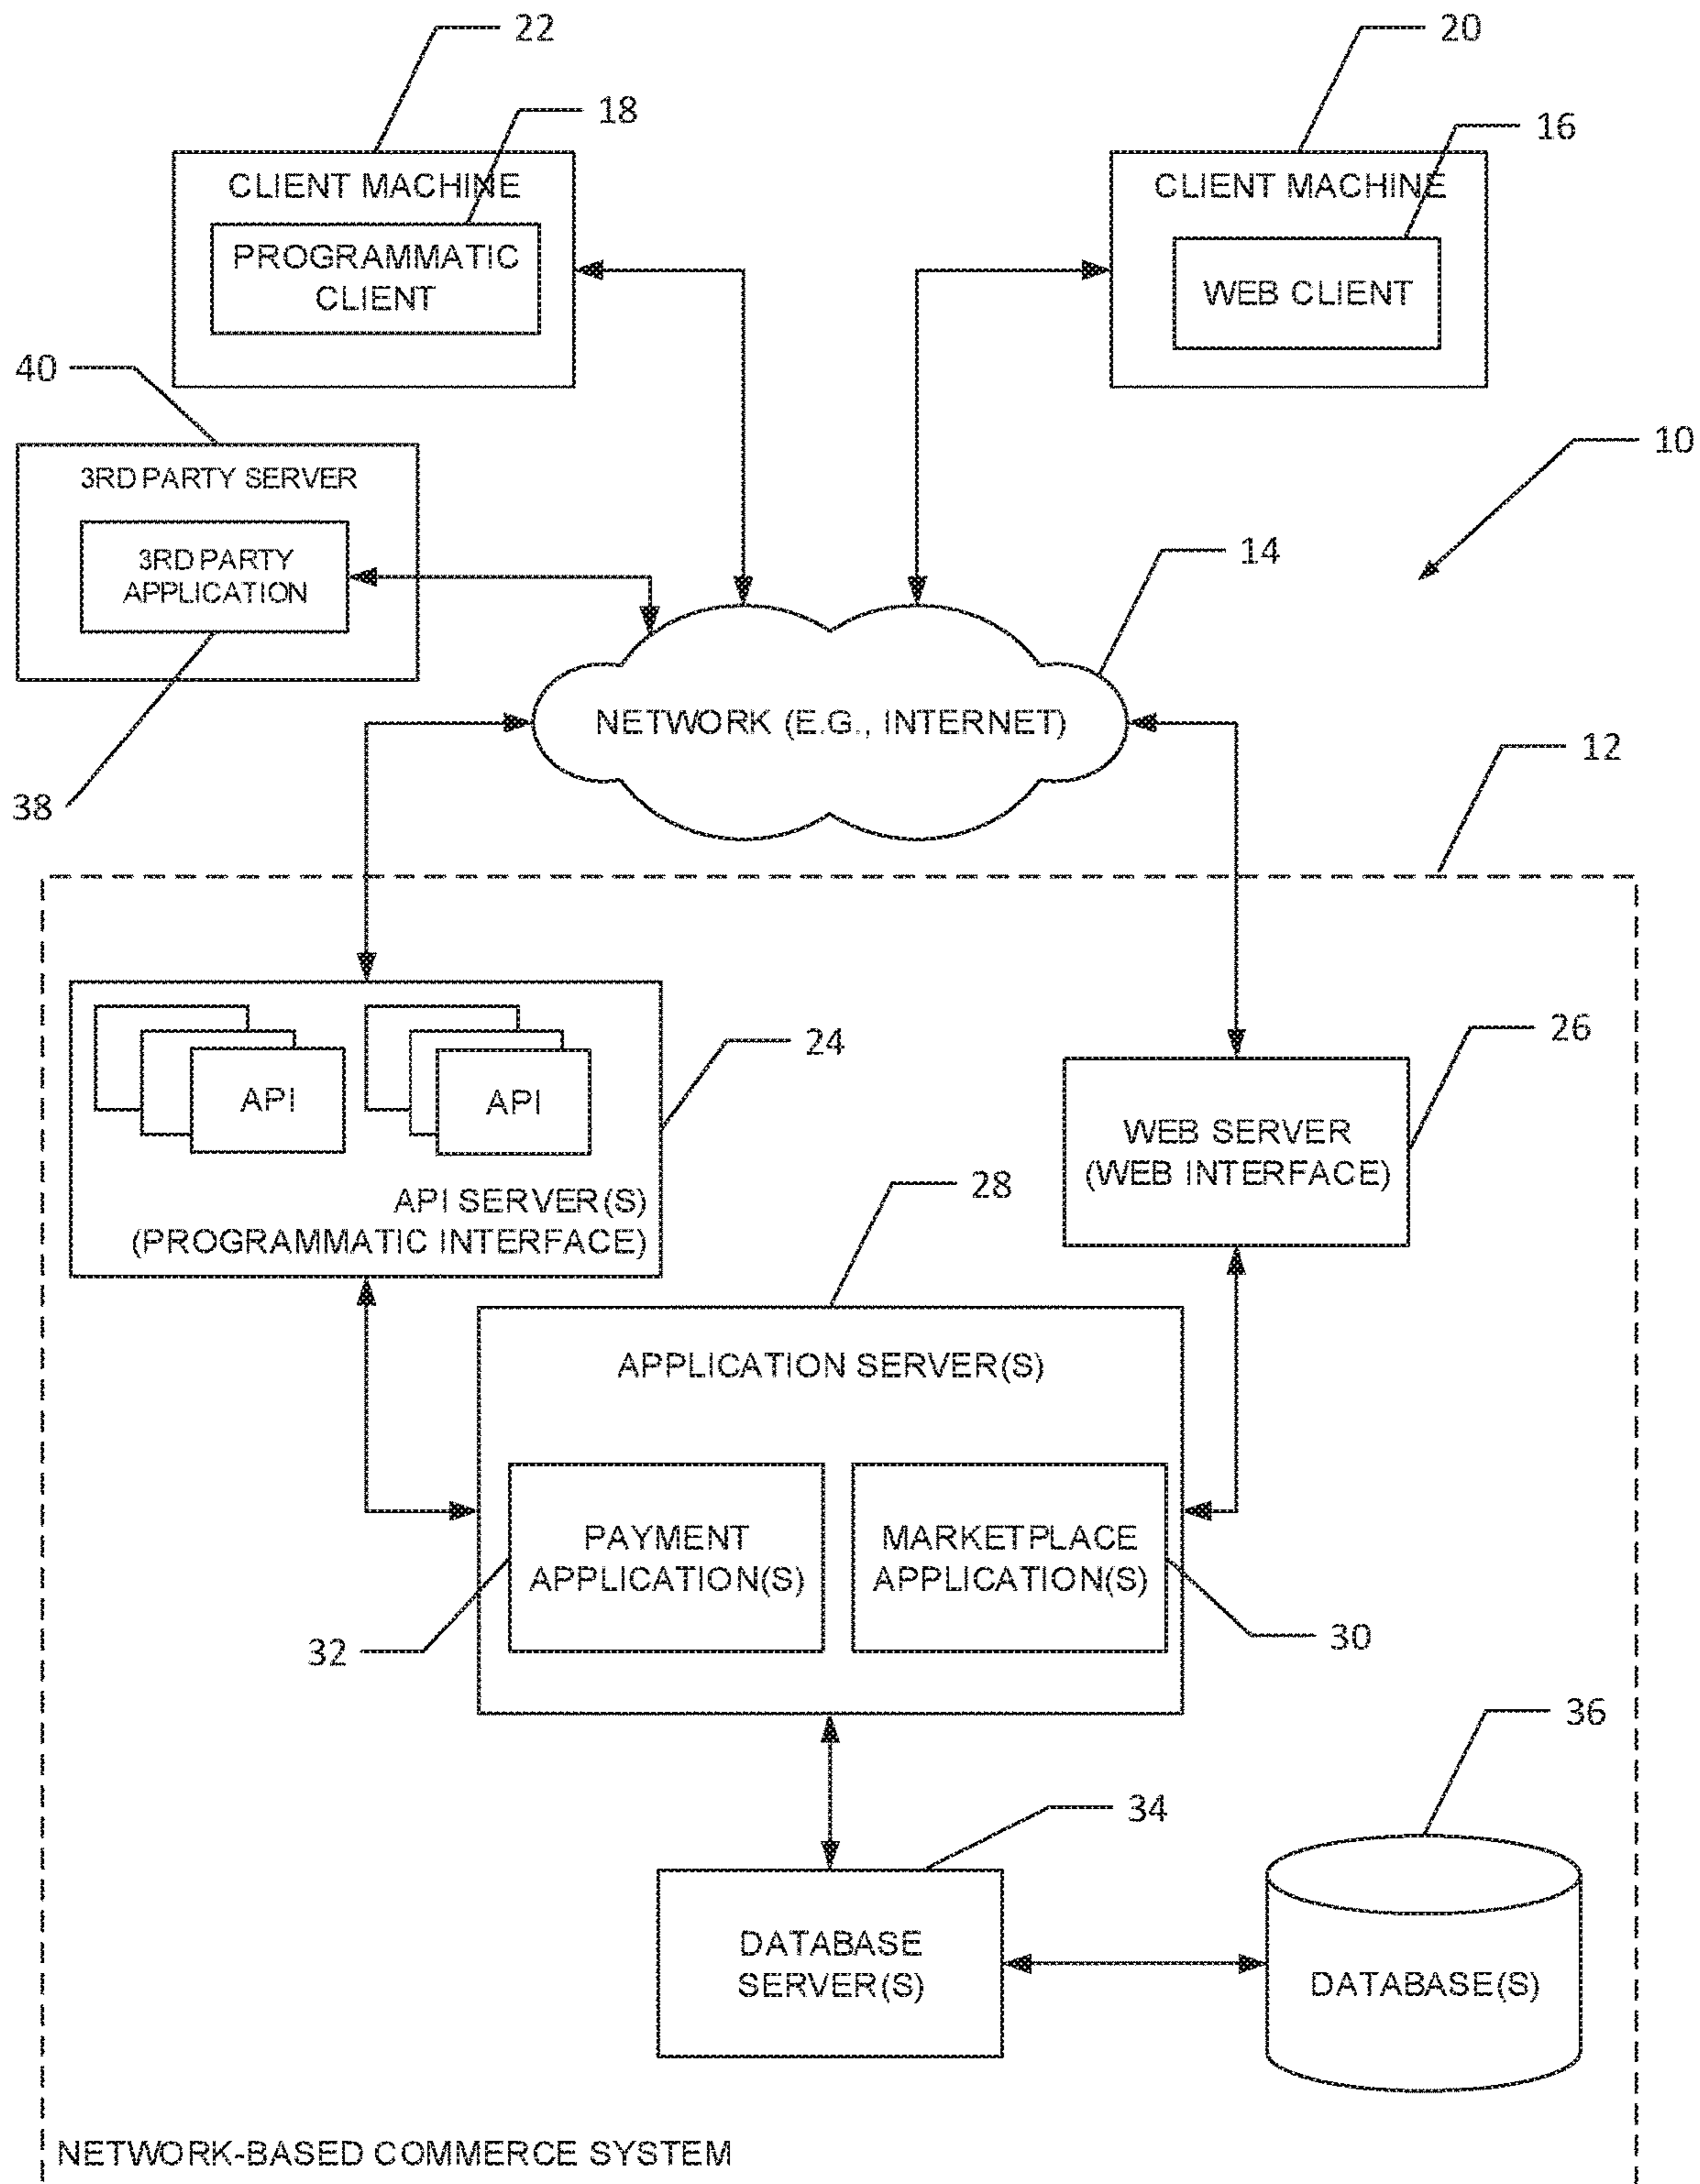 22
20
18
16
CLIENT MACHINE
PROGRAMMATIC
CLIENT
CLIENT MACHINE
WEB CLIENT
40
10
3RD PARTY SERVER
3RD PARTY
APPLICATION
14
38
NETWORK (E.G., INTERNET)
12
API
API
24
API SERVER(S)
(PROGRAMMATIC INTERFACE)
26
WEB SERVER
(WEB INTERFACE)
28
APPLICATION SERVER(S)
PAYMENT
APPLICATION(S)
MARKETPLACE
APPLICATION(S)
32
30
36
34
DATABASE
SERVER(S)
DATABASE(S)
NETWORK-BASED COMMERCE SYSTEM